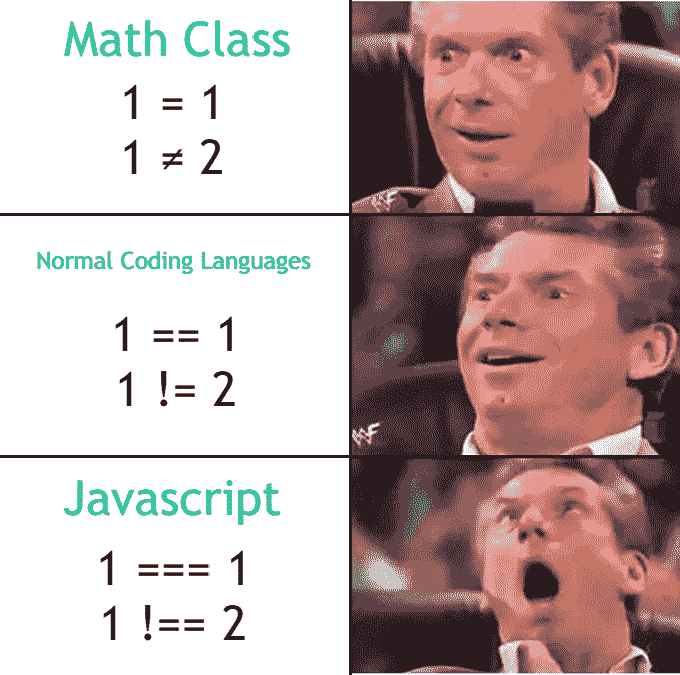 Math Class
1 = 1
1 ≠ 2
Normal Coding Languages
1 == 1
1 != 2
Javascript
1 === 1
1 !== 2